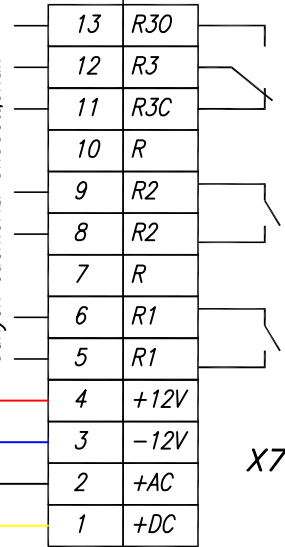 13 R3O
12 R3
11 R3C
10 R
9 R2
8 R2
7 R
6 R1
5 R1
4 +12V
3 -12V
2 +AC
1 +DC
X7